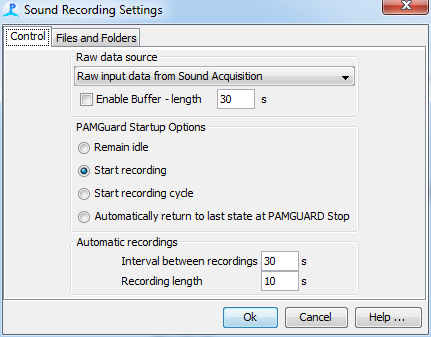 Sound Recording Settings
Control Files and Folders
Raw data source
Raw input data from Sound Acquisition
Enable Buffer - length 30 s
PAMGuard Startup Options
Remain idle
Start recording
Start recording cycle
Automatically return to last state at PAMGUARD Stop
Automatic recordings
Interval between recordings 30 s
Recording length 10 s
Ok Cancel Help ...